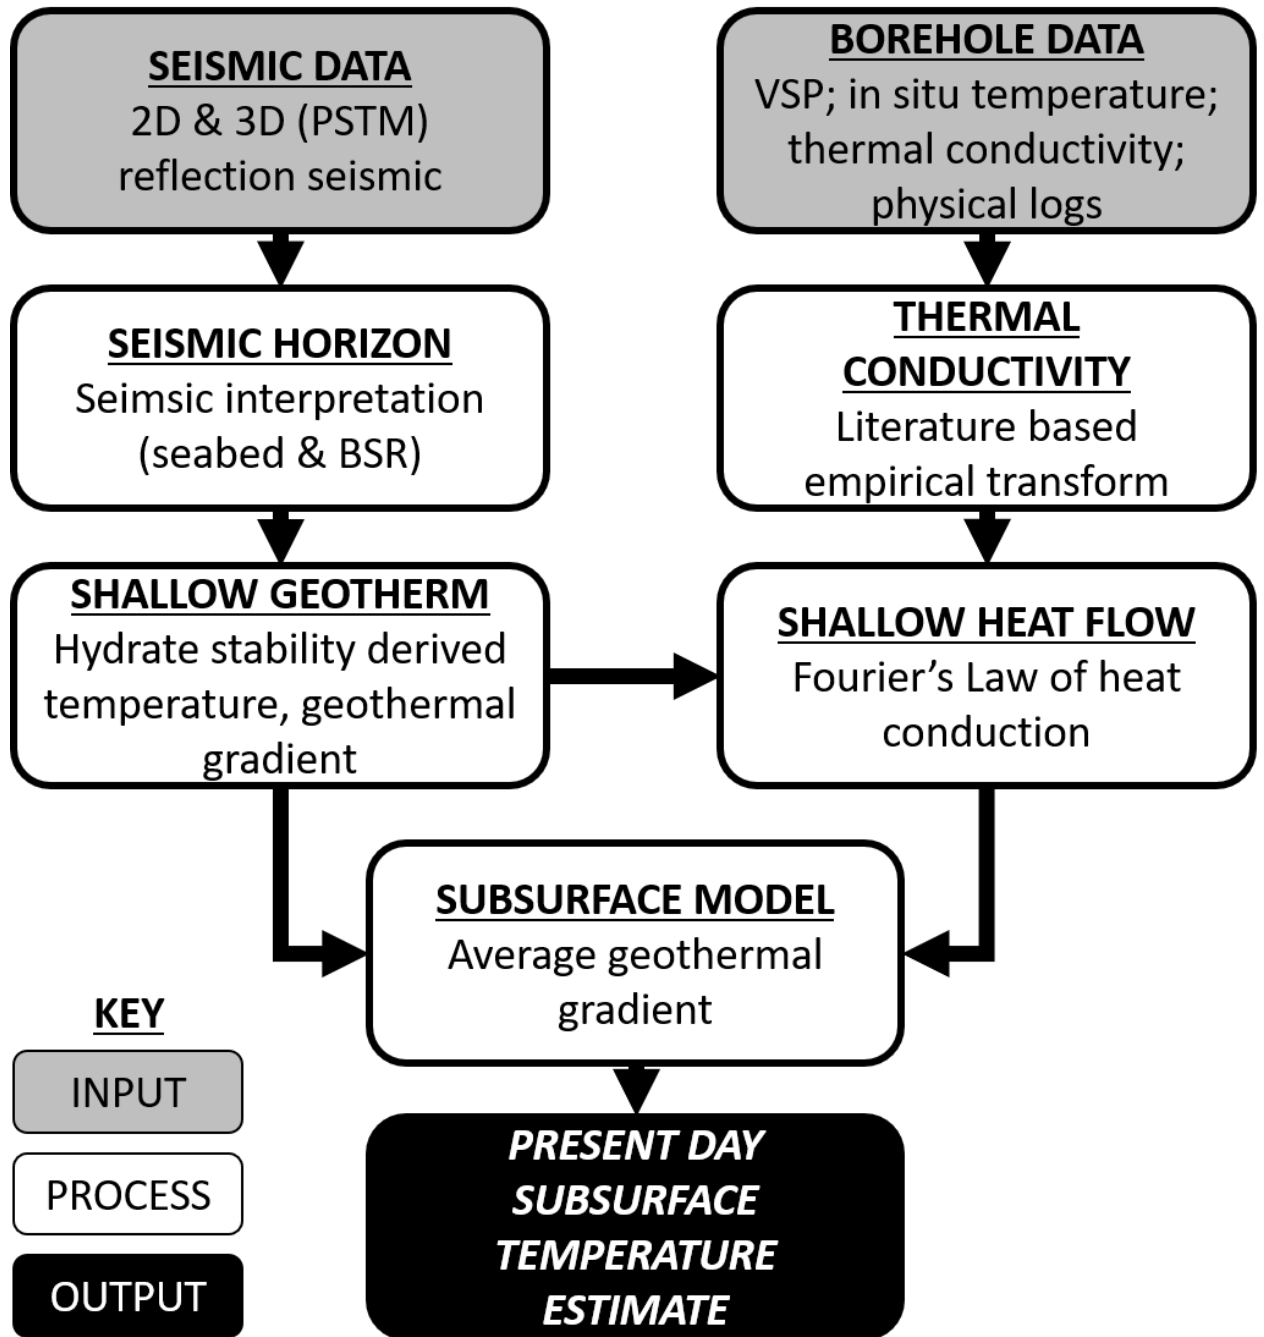 SEISMIC DATA
2D & 3D (PSTM)
reflection seismic
BOREHOLE DATA
VSP; in situ temperature;
thermal conductivity;
physical logs
SEISMIC HORIZON
Seimsic interpretation
(seabed & BSR)
THERMAL
CONDUCTIVITY
Literature based
empirical transform
SHALLOW GEOTHERM
Hydrate stability derived
temperature, geothermal
gradient
SHALLOW HEAT FLOW
Fourier’s Law of heat
conduction
SUBSURFACE MODEL
Average geothermal
gradient
KEY
INPUT
PROCESS
OUTPUT
PRESENT DAY
SUBSURFACE
TEMPERATURE
ESTIMATE